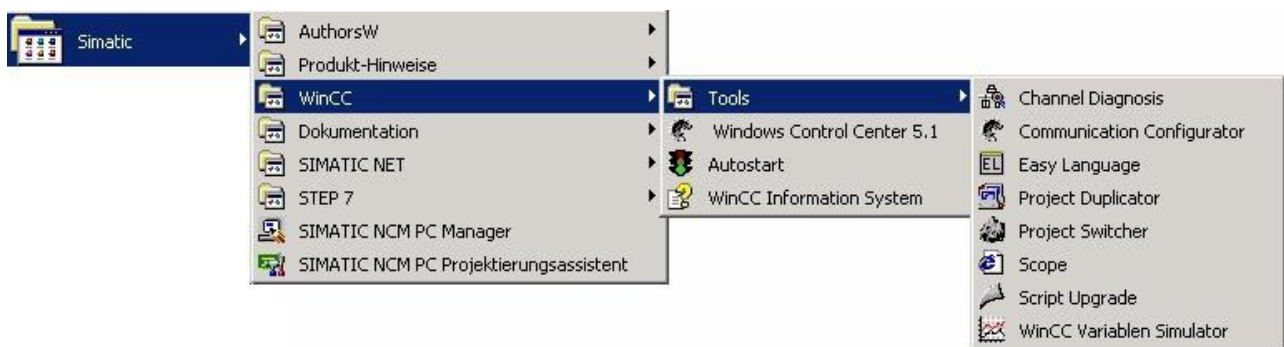 Simatic
AuthorsW
Produkt-Hinweise
WinCC
Dokumentation
SIMATIC NET
STEP 7
SIMATIC NCM PC Manager
SIMATIC NCM PC Projektierungsassistent
Tools
Windows Control Center 5.1
Autostart
WinCC Information System
Channel Diagnosis
Communication Configurator
EL Easy Language
Project Duplicator
Project Switcher
Scope
Script Upgrade
WinCC Variablen Simulator